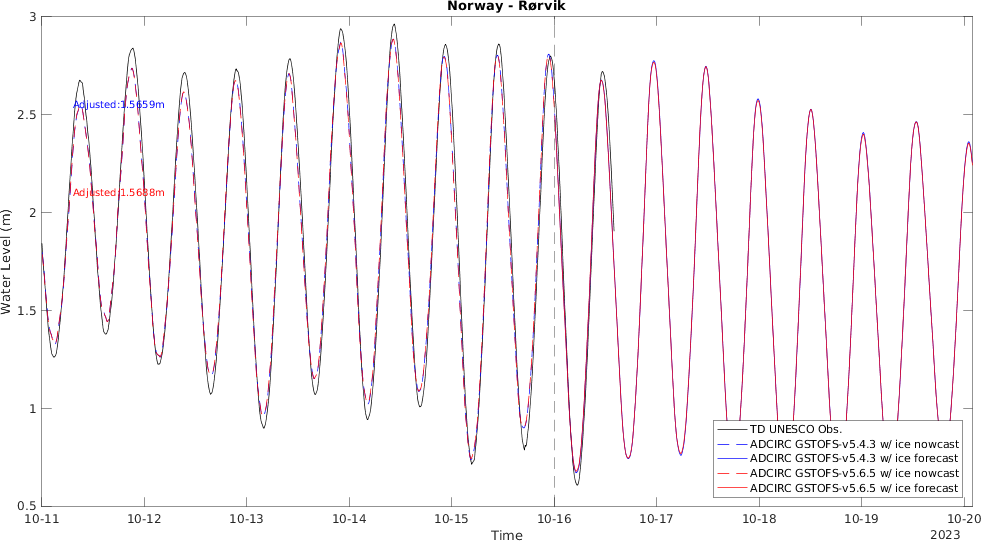 Norway - Rørvik
Water Level (m)
3
2.5
2
1.5
1
0.5
Adjusted:1.5659m
Adjusted:1.5688m
TD UNESCO Obs.
ADCIRC GSTOFS-v5.4.3 w/ ice nowcast
ADCIRC GSTOFS-v5.4.3 w/ ice forecast
ADCIRC GSTOFS-v5.6.5 w/ ice nowcast
ADCIRC GSTOFS-v5.6.5 w/ ice forecast
10-11 10-12 10-13 10-14 10-15 10-16 10-17 10-18 10-19 10-20
Time
2023